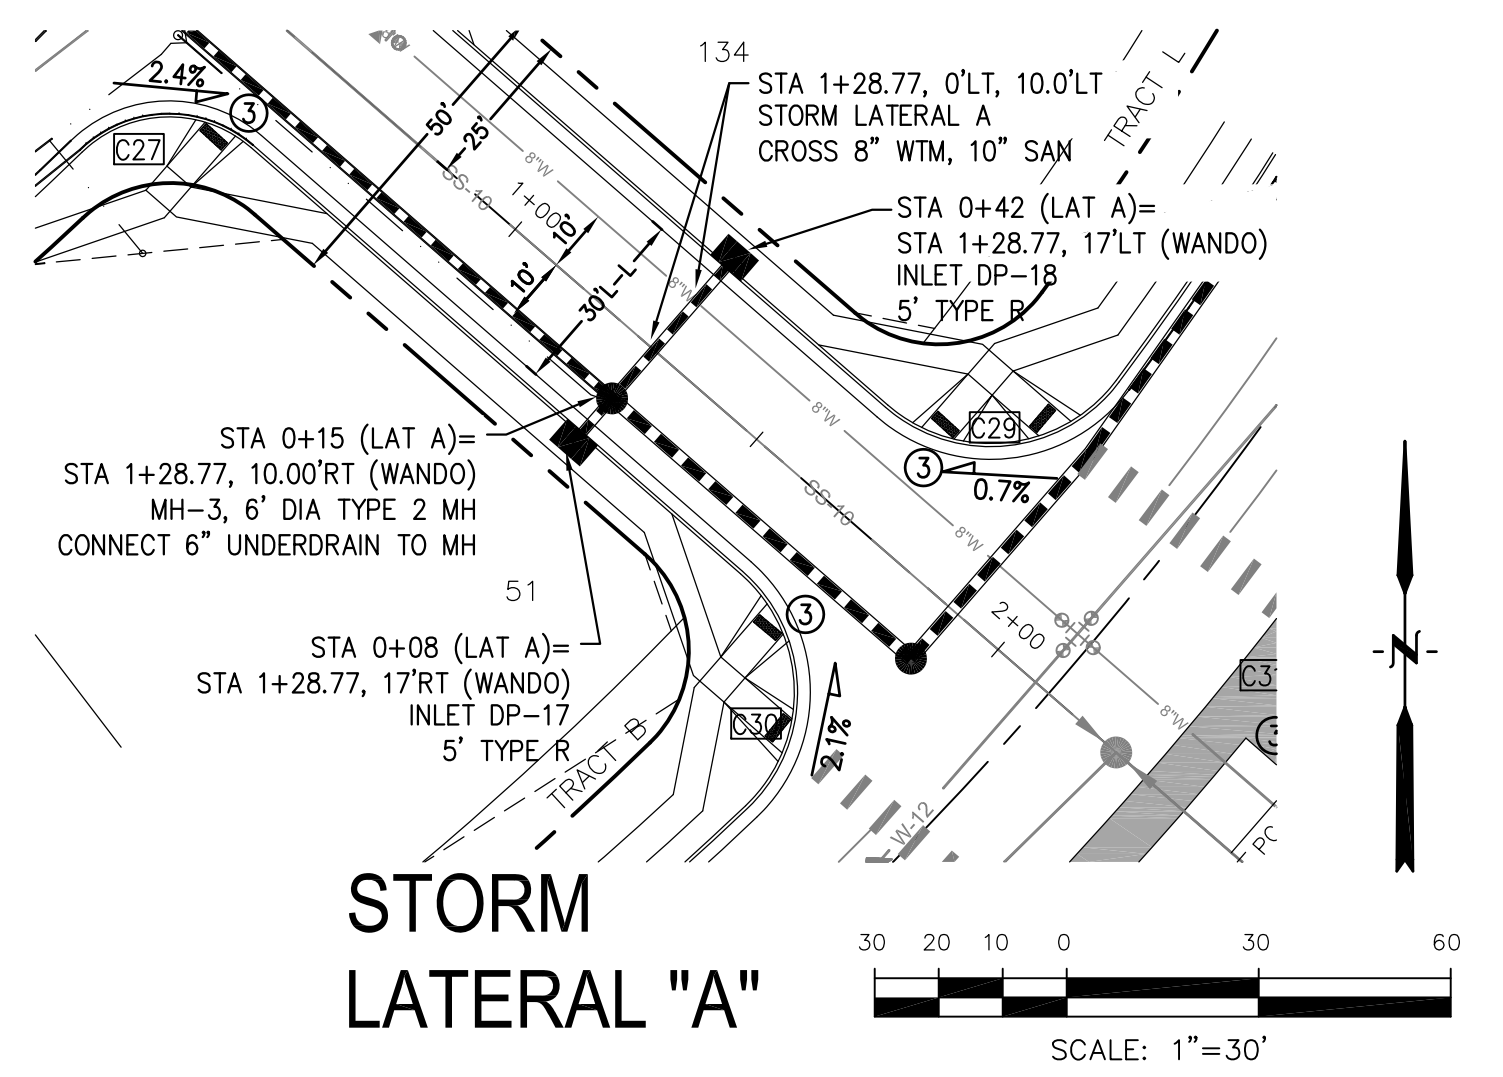 134
STA 1+28.77, 0'LT, 10.0'LT
STORM LATERAL A
CROSS 8" WTM, 10" SAN
TRACT L
2.4%
3
C27
50'
25'
8"W
SS-10
1+00
10'
10'
30'L-L
8"W
STA 0+42 (LAT A)=
STA 1+28.77, 17'LT (WANDO)
INLET DP-18
5' TYPE R
STA 0+15 (LAT A)=
STA 1+28.77, 10.00'RT (WANDO)
MH-3, 6' DIA TYPE 2 MH
CONNECT 6" UNDERDRAIN TO MH
8"W
C29
3
0.7%
SS-10
8"W
51
STA 0+08 (LAT A)=
STA 1+28.77, 17'RT (WANDO)
INLET DP-17
5' TYPE R
3
2+00
C30
2.1%
TRACT B
8"W
C31
3
W-12
N
STORM
LATERAL "A"
30 20 10 0 30 60
SCALE: 1"=30'